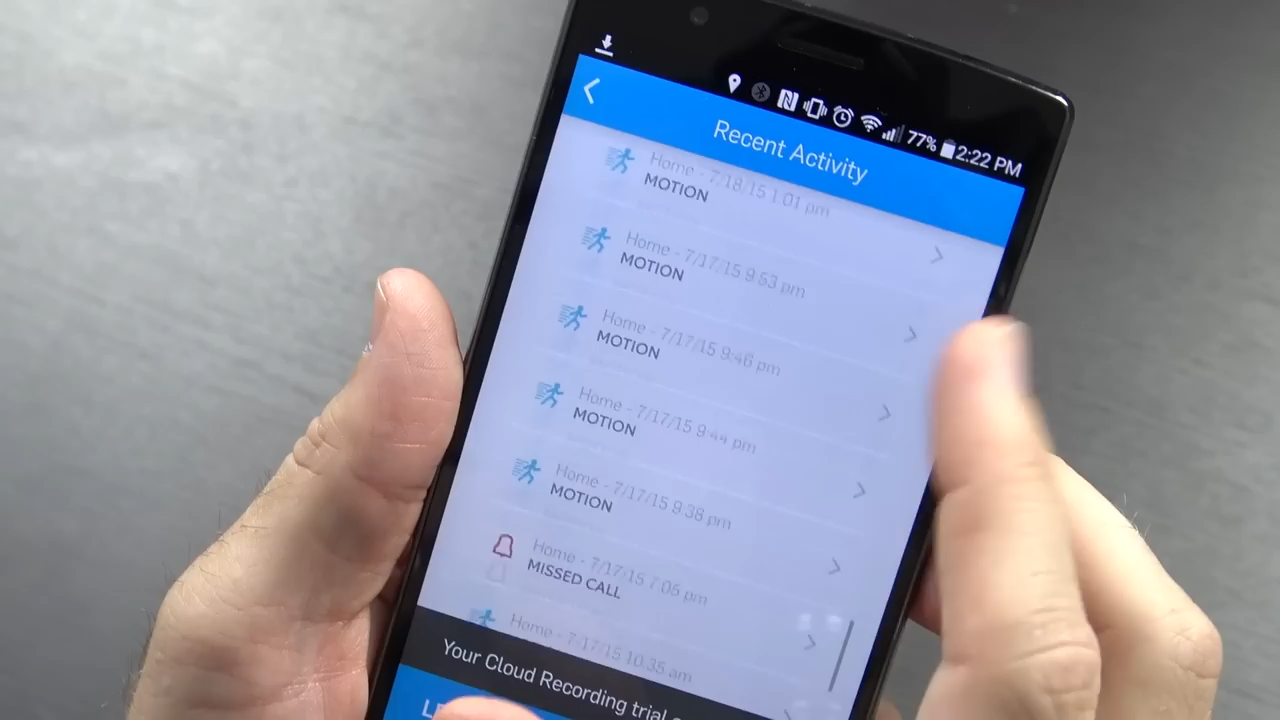 77% 2:22 PM
Recent Activity
Home - 7/18/15 1:01 pm
MOTION
Home - 7/17/15 9:53 pm
MOTION
Home - 7/17/15 9:46 pm
MOTION
Home - 7/17/15 9:44 pm
MOTION
Home - 7/17/15 9:38 pm
MOTION
Home - 7/17/15 7:05 pm
MISSED CALL
Home - 7/17/15 10:35 am
Your Cloud Recording trial